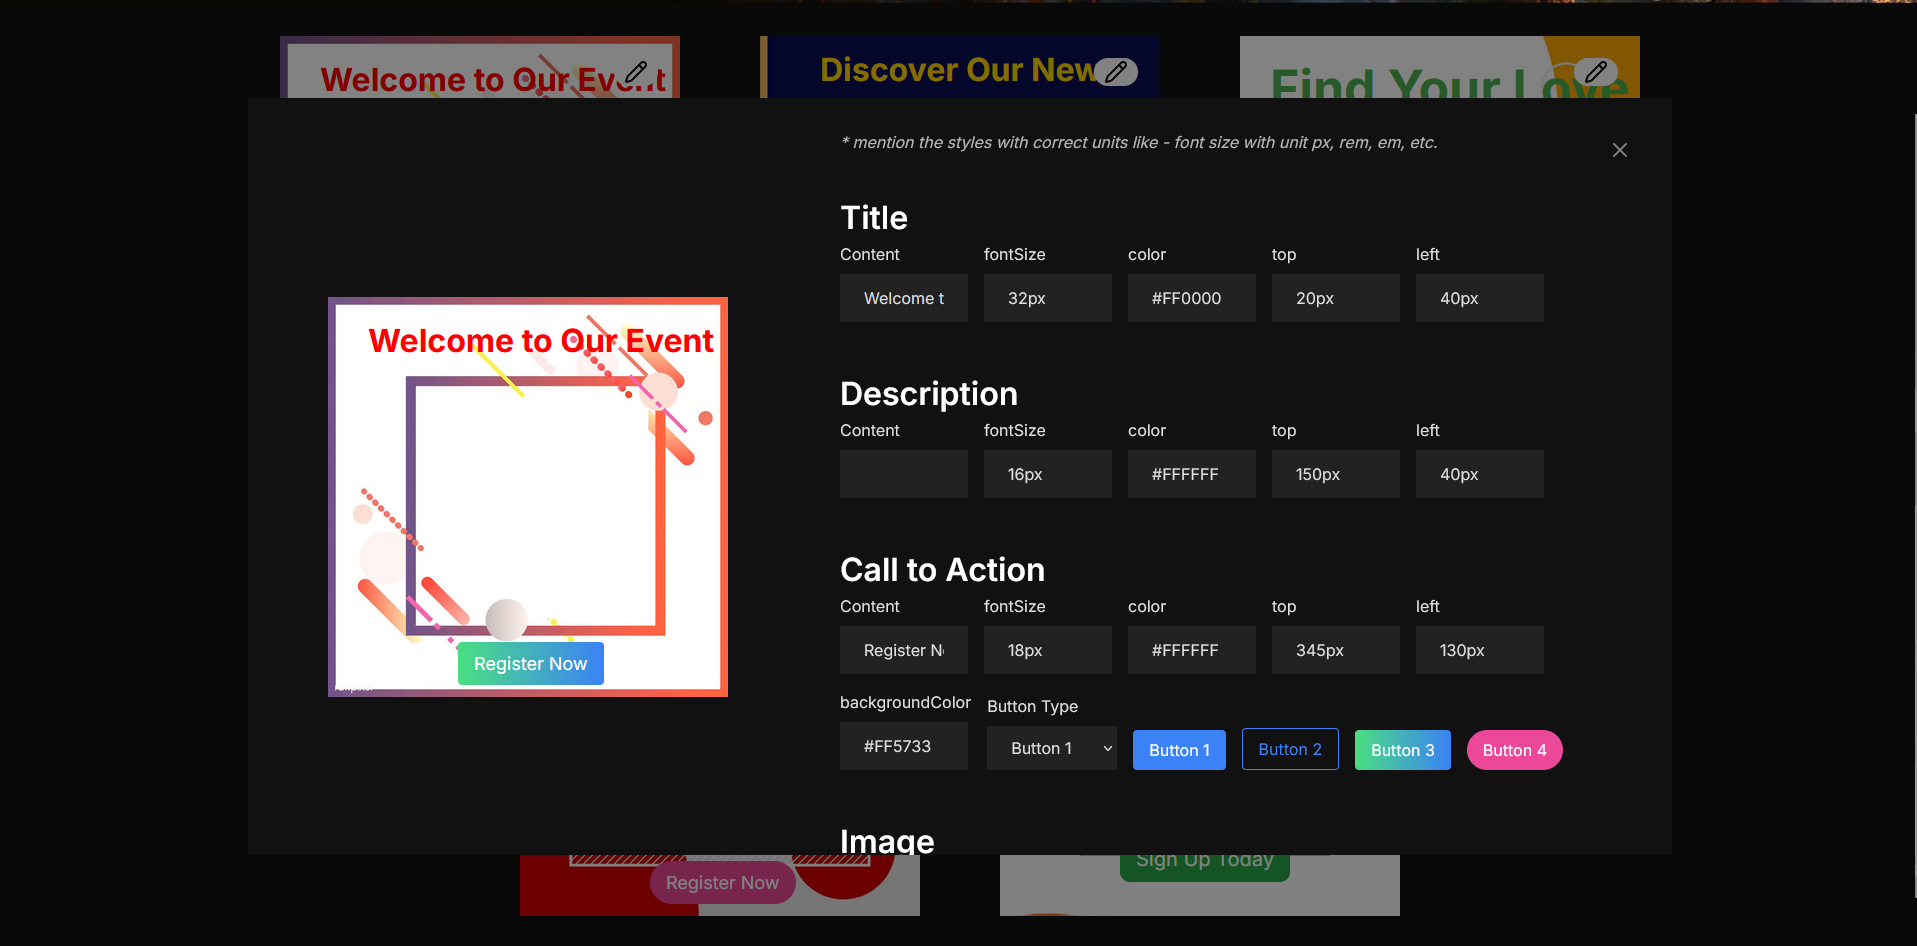 Welcome to Our Event
Discover Our New
Find Your Love
* mention the styles with correct units like - font size with unit px, rem, em, etc.
Title
Content fontSize color top left
Welcome t 32px #FF0000 20px 40px
Welcome to Our Event
Description
Content fontSize color top left
16px #FFFFFF 150px 40px
Call to Action
Content fontSize color top left
Register N 18px #FFFFFF 345px 130px
Register Now
backgroundColor Button Type
#FF5733 Button 1 Button 1 Button 2 Button 3 Button 4
Image
Register Now
Sign Up Today